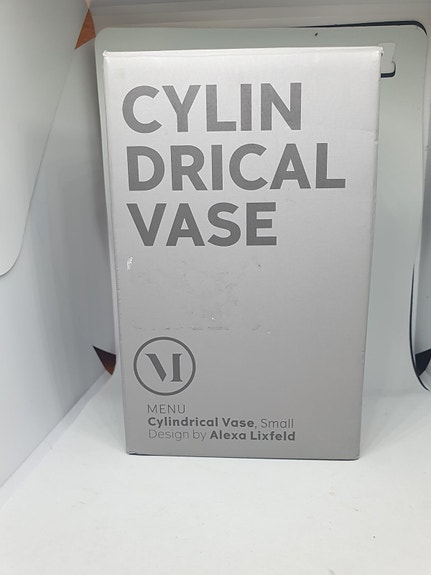 CYLIN
DRICAL
VASE
M
MENU
Cylindrical Vase, Small
Design by Alexa Lixfeld